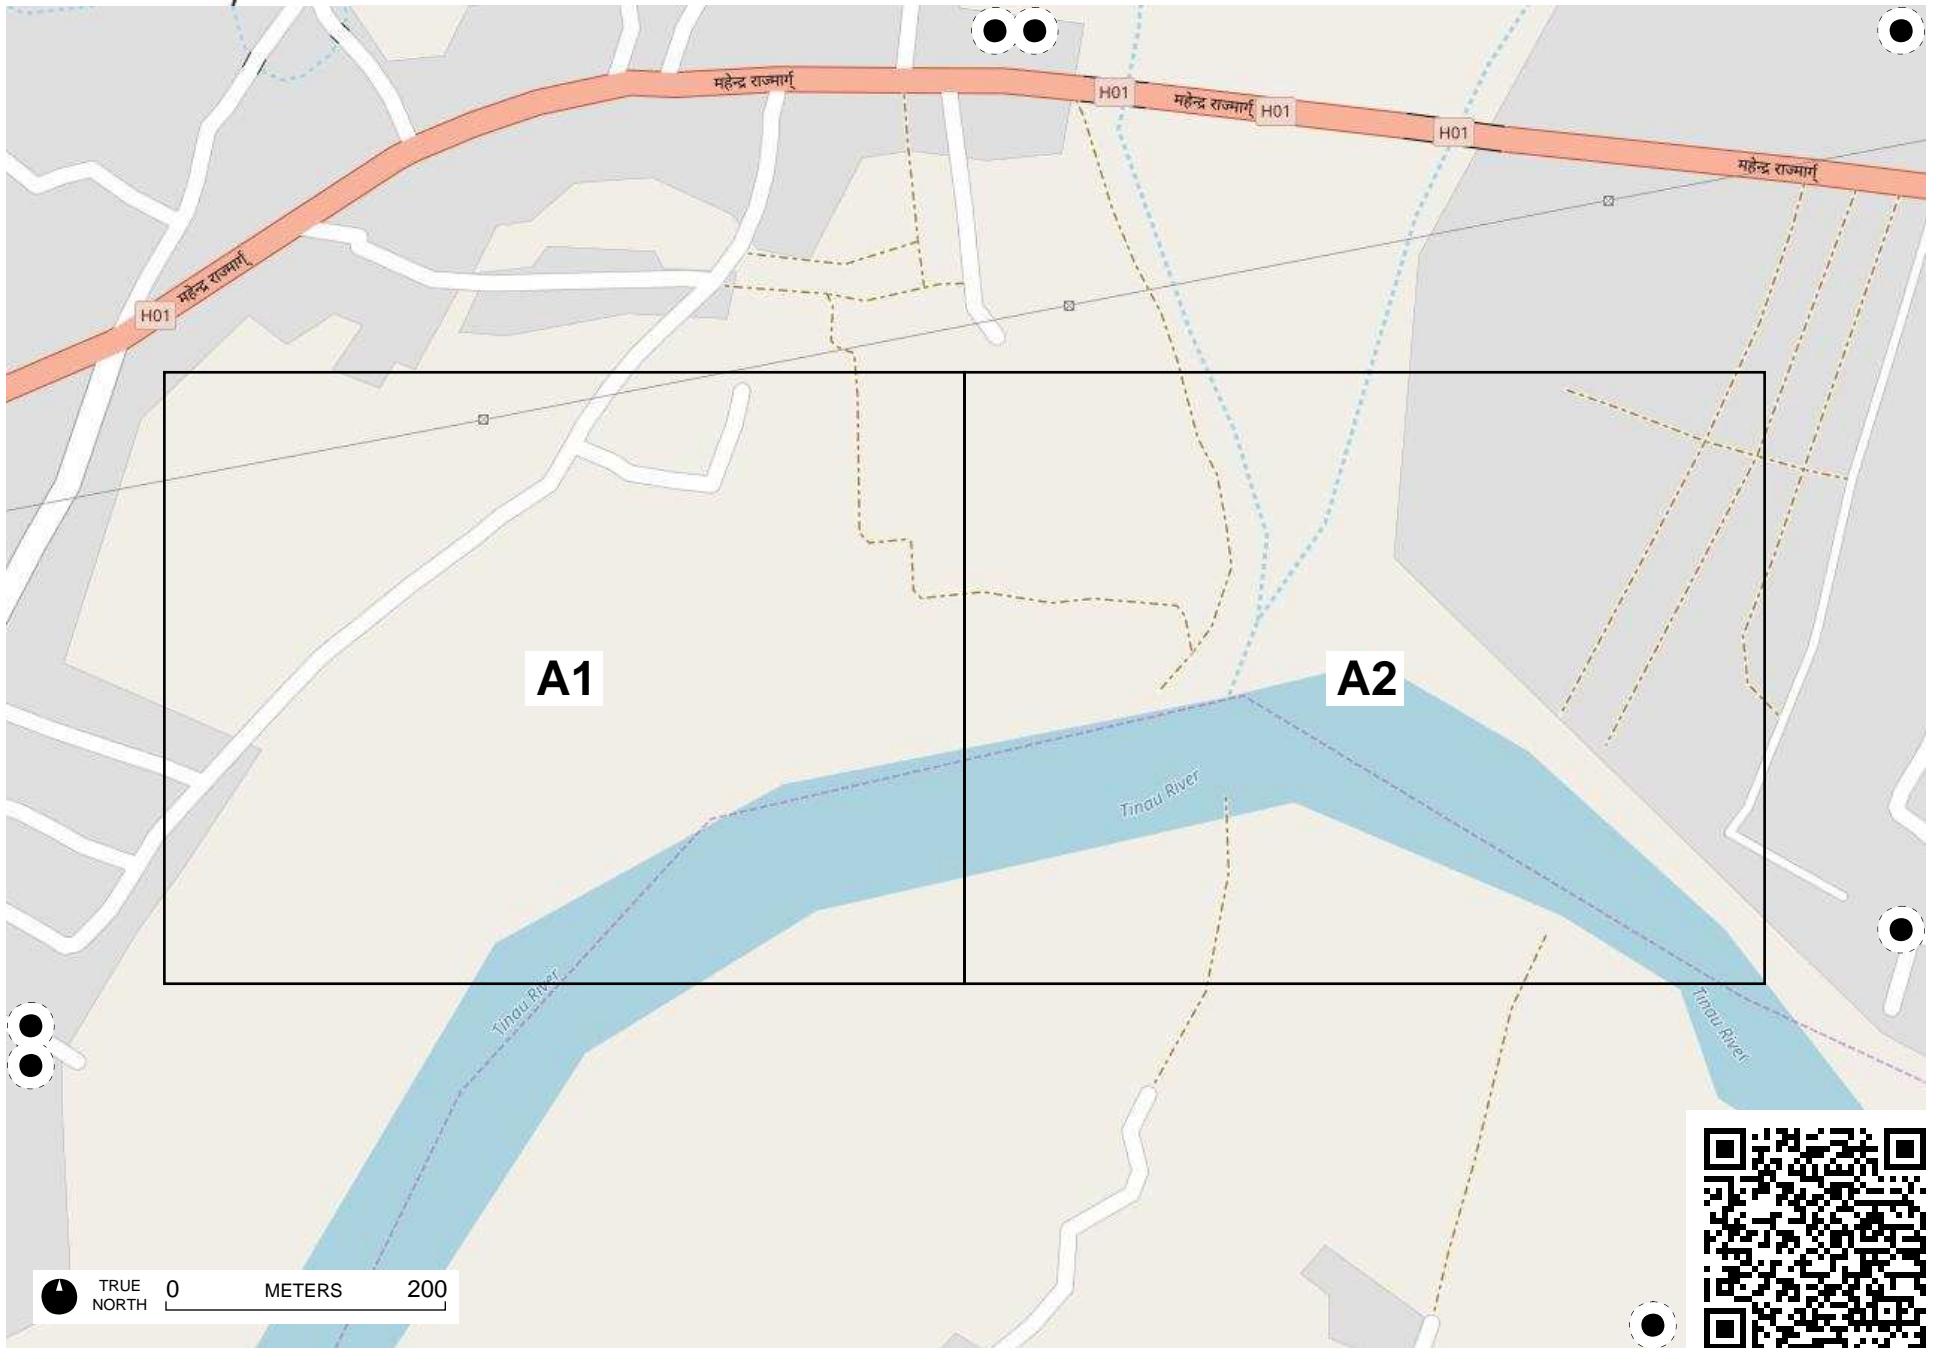 महेन्द्र राजमार्ग
H01
महेन्द्र राजमार्ग
H01
H01
महेन्द्र राजमार्ग
महेन्द्र राजमार्ग
H01
A1
A2
Tinau River
Tinau River
Tinau River
TRUE NORTH
0 METERS 200